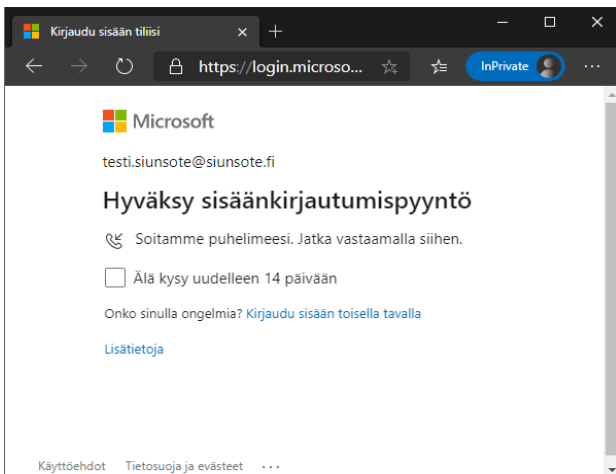 Kirjaudu sisään tiliisi
https://login.microso...
InPrivate
Microsoft
testi.siunsote@siunsote.fi
Hyväksy sisäänkirjautumispyyntö
Soitamme puhelimeesi. Jatka vastaamalla siihen.
Älä kysy uudelleen 14 päivään
Onko sinulla ongelmia? Kirjaudu sisään toisella tavalla
Lisätietoja
Käyttöehdot Tietosuoja ja evästeet ...